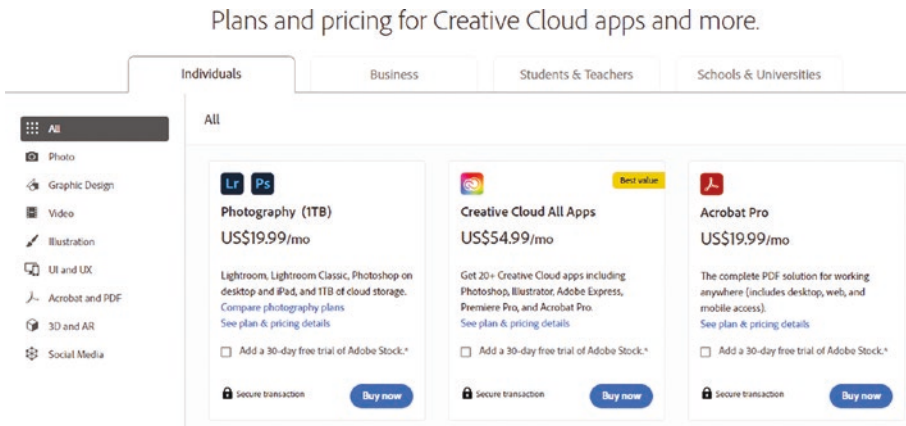 Plans and pricing for Creative Cloud apps and more.
Individuals
Business
Students & Teachers
Schools & Universities
All
Photo
Graphic Design
Video
Illustration
UI and UX
Acrobat and PDF
3D and AR
Social Media
All
Lr Ps
Photography (1TB)
US$19.99/mo
Lightroom, Lightroom Classic, Photoshop on
desktop and iPad, and 1TB of cloud storage.
Compare photography plans
See plan & pricing details
Add a 30-day free trial of Adobe Stock.*
Secure transaction
Buy now
Best value
Creative Cloud All Apps
US$54.99/mo
Get 20+ Creative Cloud apps including
Photoshop, Illustrator, Adobe Express,
Premiere Pro, and Acrobat Pro.
See plan & pricing details
Add a 30-day free trial of Adobe Stock.*
Secure transaction
Buy now
Acrobat Pro
US$19.99/mo
The complete PDF solution for working
anywhere (includes desktop, web, and
mobile access).
See plan & pricing details
Add a 30-day free trial of Adobe Stock.*
Secure transaction
Buy now